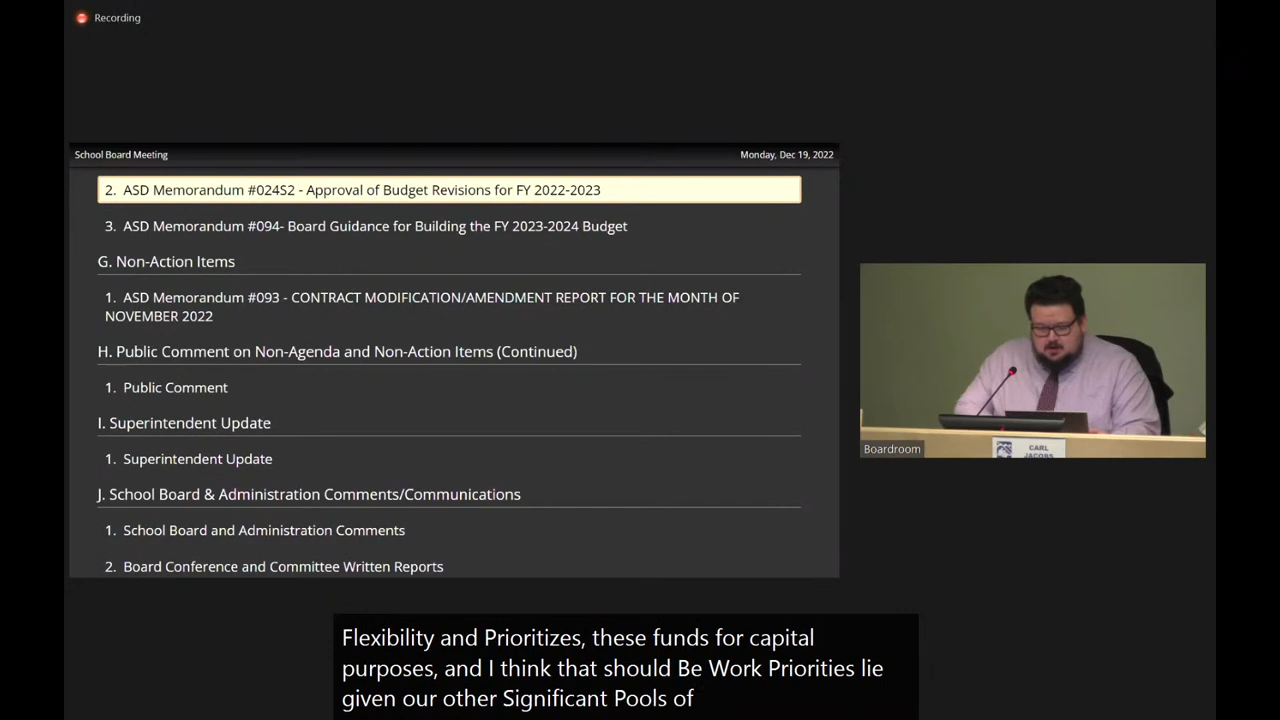 Recording
School Board Meeting
Monday, Dec 19, 2022
2. ASD Memorandum #024S2 - Approval of Budget Revisions for FY 2022-2023
3. ASD Memorandum #094- Board Guidance for Building the FY 2023-2024 Budget
G. Non-Action Items
1. ASD Memorandum #093 - CONTRACT MODIFICATION/AMENDMENT REPORT FOR THE MONTH OF
NOVEMBER 2022
H. Public Comment on Non-Agenda and Non-Action Items (Continued)
1. Public Comment
I. Superintendent Update
1. Superintendent Update
J. School Board & Administration Comments/Communications
1. School Board and Administration Comments
2. Board Conference and Committee Written Reports
Boardroom
CARL
JACOBS
Flexibility and Prioritizes, these funds for capital
purposes, and I think that should Be Work Priorities lie
given our other Significant Pools of